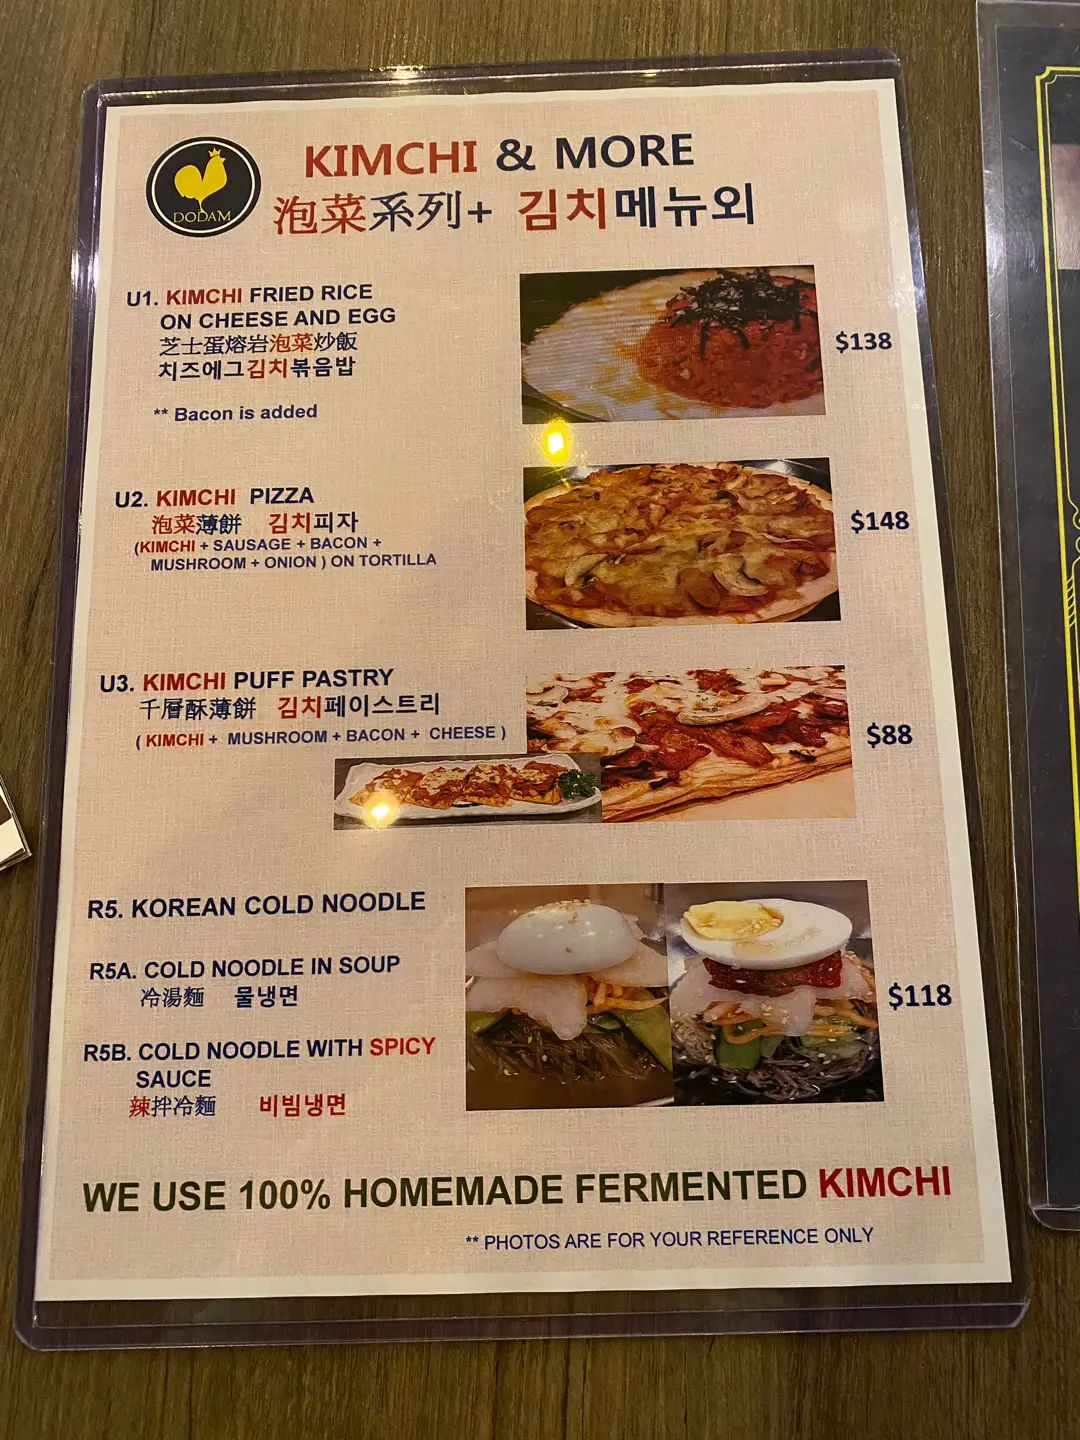 DODAM
KIMCHI & MORE
泡菜系列+ 김치메뉴외
U1. KIMCHI FRIED RICE
ON CHEESE AND EGG
芝士蛋熔岩泡菜炒飯
치즈에그김치볶음밥
** Bacon is added
$138
U2. KIMCHI PIZZA
泡菜薄餅 김치피자
(KIMCHI + SAUSAGE + BACON +
MUSHROOM + ONION ) ON TORTILLA
$148
U3. KIMCHI PUFF PASTRY
千層酥薄餅 김치페이스트리
( KIMCHI + MUSHROOM + BACON + CHEESE )
$88
R5. KOREAN COLD NOODLE
R5A. COLD NOODLE IN SOUP
冷湯麵 물냉면
$118
R5B. COLD NOODLE WITH SPICY
SAUCE
辣拌冷麵 비빔냉면
WE USE 100% HOMEMADE FERMENTED KIMCHI
** PHOTOS ARE FOR YOUR REFERENCE ONLY